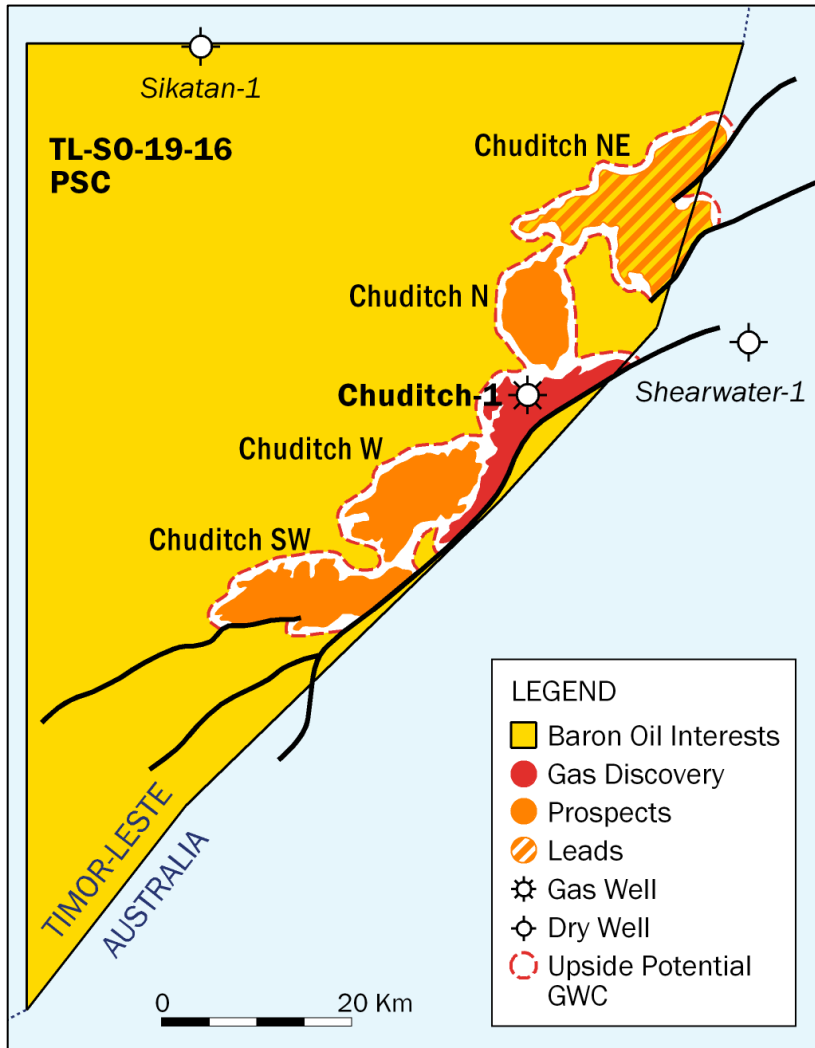 Sikatan-1
TL-SO-19-16
PSC
Chuditch NE
Chuditch N
Chuditch-1
Shearwater-1
Chuditch W
Chuditch SW
TIMOR-LESTE
AUSTRALIA
LEGEND
Baron Oil Interests
Gas Discovery
Prospects
Leads
Gas Well
Dry Well
Upside Potential
GWC
0 20 Km